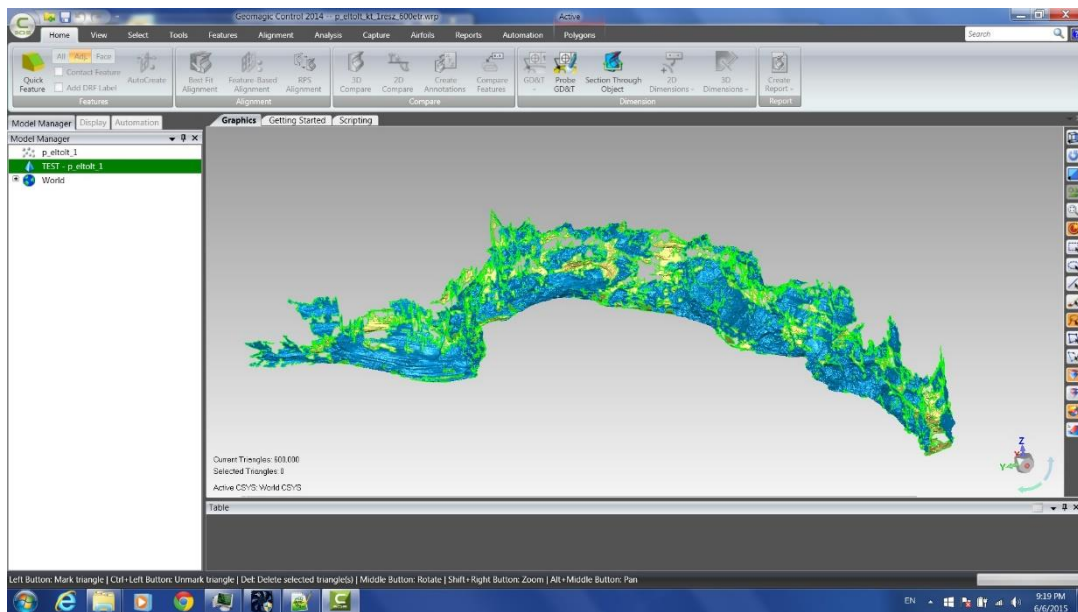 Geomagic Control 2014 -- p_eltolt_kt_1resz_600etr.wrp
Active
Home View Select Tools Features Alignment Analysis Capture Airfoils Reports Automation Polygons
Search
Quick Feature
All Adj. Face
Contact Feature
Add DRF Label
AutoCreate
Best Fit Alignment
Feature-Based Alignment
RPS Alignment
3D Compare
2D Compare
Create Annotations
Compare Features
GD&T
Probe GD&T
Section Through Object
2D Dimensions
3D Dimensions
Create Report
Features Alignment Compare Dimension Report
Model Manager Display Automation
Graphics Getting Started Scripting
Model Manager
p_eltolt_1
TEST - p_eltolt_1
World
Current Triangles: 600,000
Selected Triangles: 0
Active CSYS: World CSYS
Z
X
Y
Table
Left Button: Mark triangle | Ctrl+Left Button: Unmark triangle | Del: Delete selected triangle(s) | Middle Button: Rotate | Shift+Right Button: Zoom | Alt+Middle Button: Pan
EN
9:19 PM
6/6/2015